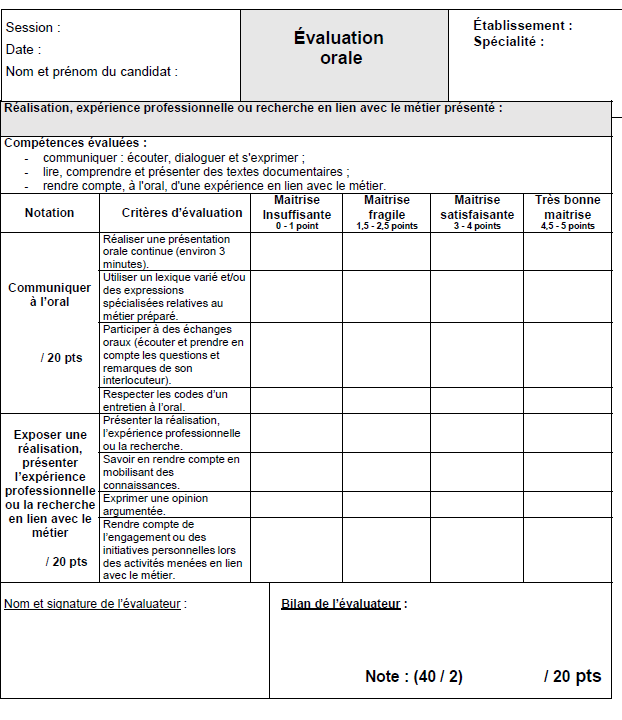 Session :
Date :
Nom et prénom du candidat :
Évaluation
orale
Établissement :
Spécialité :
Réalisation, expérience professionnelle ou recherche en lien avec le métier présenté :
Compétences évaluées :
- communiquer : écouter, dialoguer et s'exprimer ;
- lire, comprendre et présenter des textes documentaires ;
- rendre compte, à l'oral, d'une expérience en lien avec le métier.
Notation
Critères d'évaluation
Maitrise
Insuffisante
0 - 1 point
Maitrise
fragile
1,5 - 2,5 points
Maitrise
satisfaisante
3 - 4 points
Très bonne
maitrise
4,5 - 5 points
Communiquer
à l'oral
/ 20 pts
Réaliser une présentation
orale continue (environ 3
minutes).
Utiliser un lexique varié et/ou
des expressions
spécialisées relatives au
métier préparé.
Participer à des échanges
oraux (écouter et prendre en
compte les questions et
remarques de son
interlocuteur).
Respecter les codes d'un
entretien à l'oral.
Exposer une
réalisation,
présenter
l'expérience
professionnelle
ou la recherche
en lien avec le
métier
/ 20 pts
Présenter la réalisation,
l'expérience professionnelle
ou la recherche.
Savoir en rendre compte en
mobilisant des
connaissances.
Exprimer une opinion
argumentée.
Rendre compte de
l'engagement ou des
initiatives personnelles lors
des activités menées en lien
avec le métier.
Nom et signature de l'évaluateur :
Bilan de l'évaluateur :
Note : (40 / 2) / 20 pts